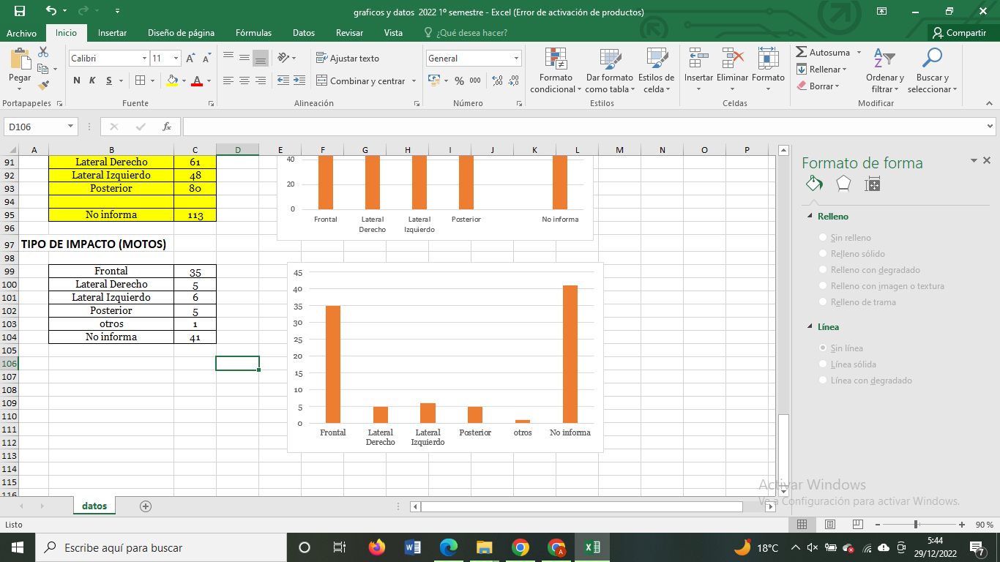 graficos y datos 2022 1º semestre - Excel (Error de activación de productos)
Archivo Inicio Insertar Diseño de página Fórmulas Datos Revisar Vista ¿Qué desea hacer? Compartir
Pegar
Portapapeles
Calibri 11
N K S
A A A
Fuente
Ajustar texto
Combinar y centrar
Alineación
General
% 000
Número
Formato condicional
Dar formato como tabla
Estilos de celda
Estilos
Insertar Eliminar Formato
Celdas
Autosuma
Rellenar
Borrar
Ordenar y filtrar
Buscar y seleccionar
Modificar
D106
fx
A B C D E F G H I J K L M N O P
91 Lateral Derecho 61
92 Lateral Izquierdo 48
93 Posterior 80
94
95 No informa 113
96
97 TIPO DE IMPACTO (MOTOS)
98
99 Frontal 35
100 Lateral Derecho 5
101 Lateral Izquierdo 6
102 Posterior 5
103 otros 1
104 No informa 41
105
106
107
108
109
110
111
112
113
114
115
116
40
20
0
Frontal Lateral Derecho Lateral Izquierdo Posterior No informa
45
40
35
30
25
20
15
10
5
0
Frontal Lateral Derecho Lateral Izquierdo Posterior otros No informa
Formato de forma
Relleno
Sin relleno
Relleno sólido
Relleno con degradado
Relleno con imagen o textura
Relleno de trama
Línea
Sin línea
Línea sólida
Línea con degradado
Activar Windows
Ve a Configuración para activar Windows.
datos
Listo
90 %
Escribe aquí para buscar
18°C
5:44
29/12/2022
7